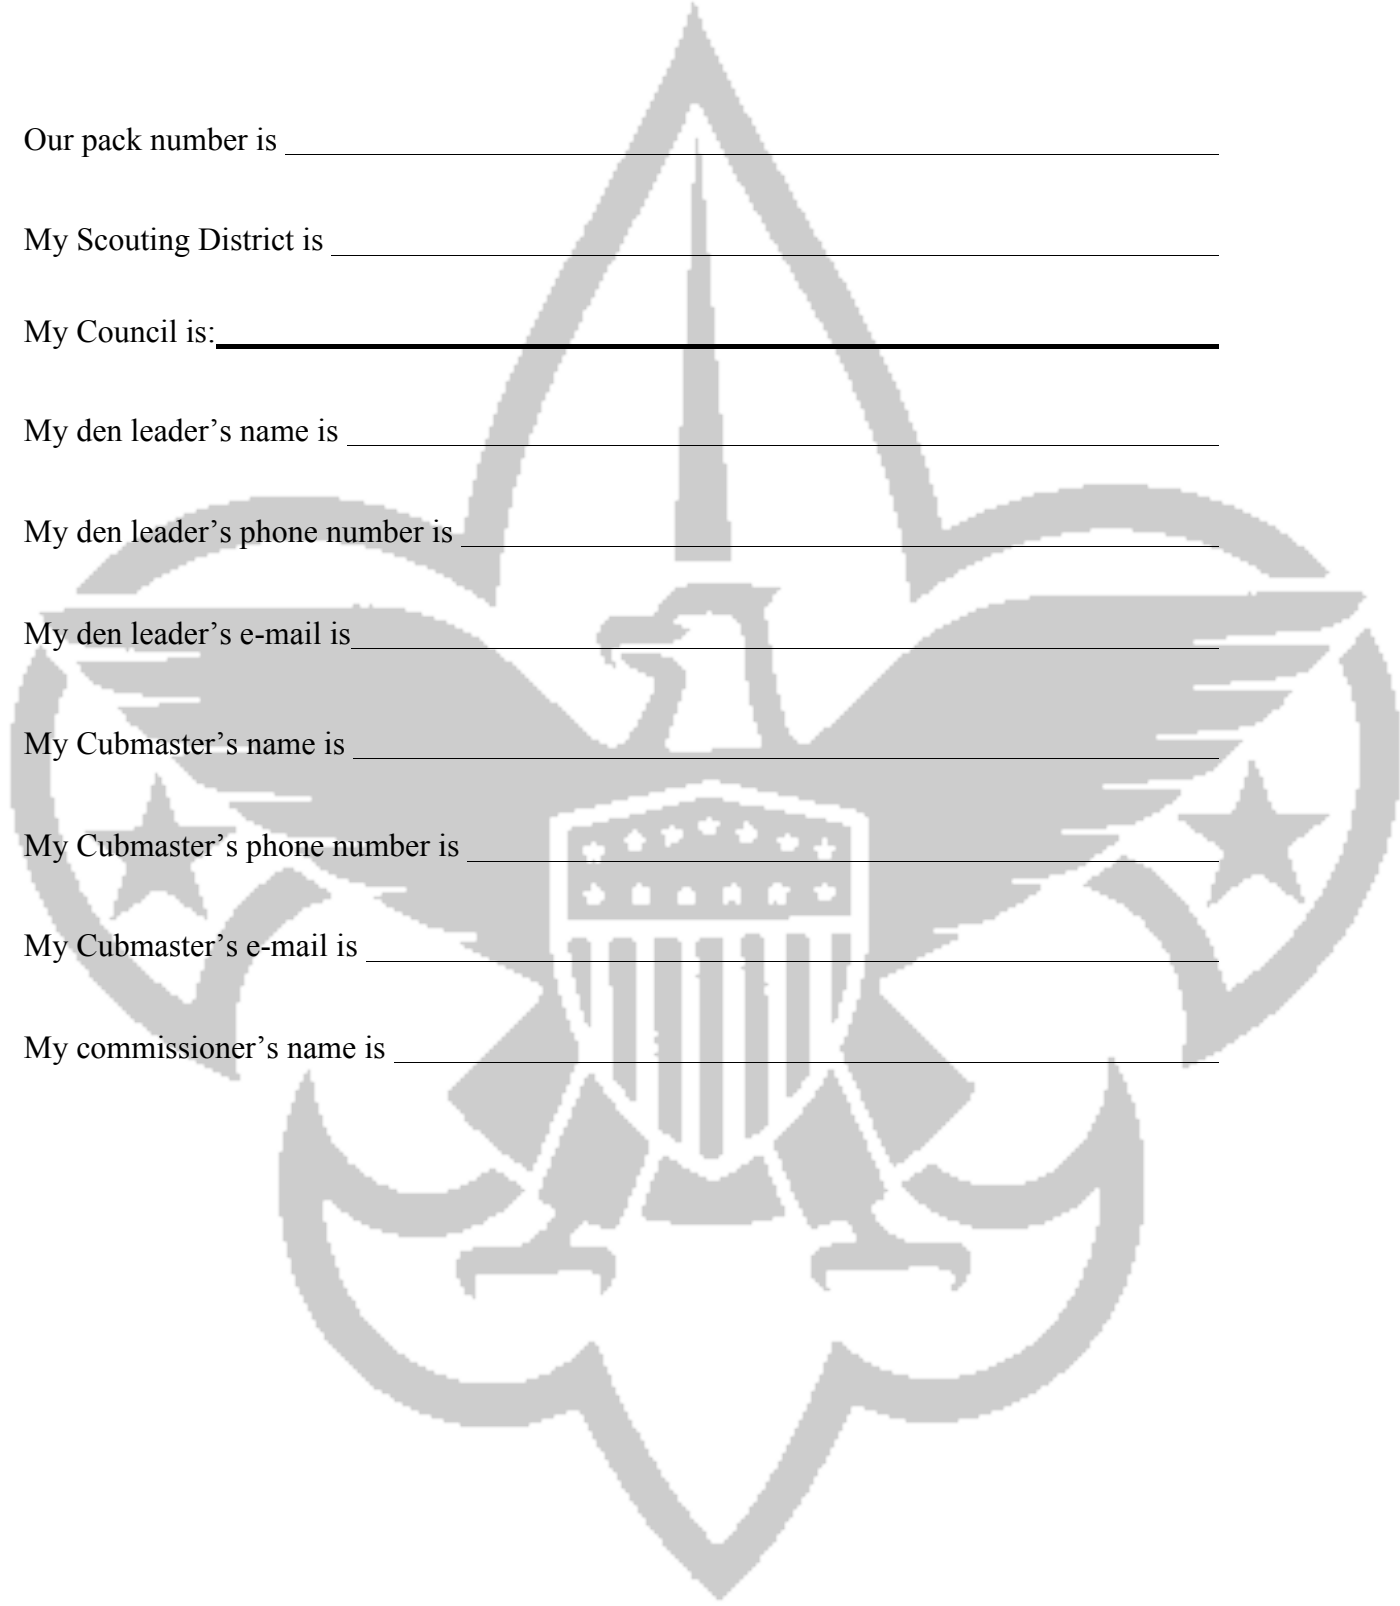 Our pack number is
My Scouting District is
My Council is:
My den leader’s name is
My den leader’s phone number is
My den leader’s e-mail is
My Cubmaster’s name is
My Cubmaster’s phone number is
My Cubmaster’s e-mail is
My commissioner’s name is